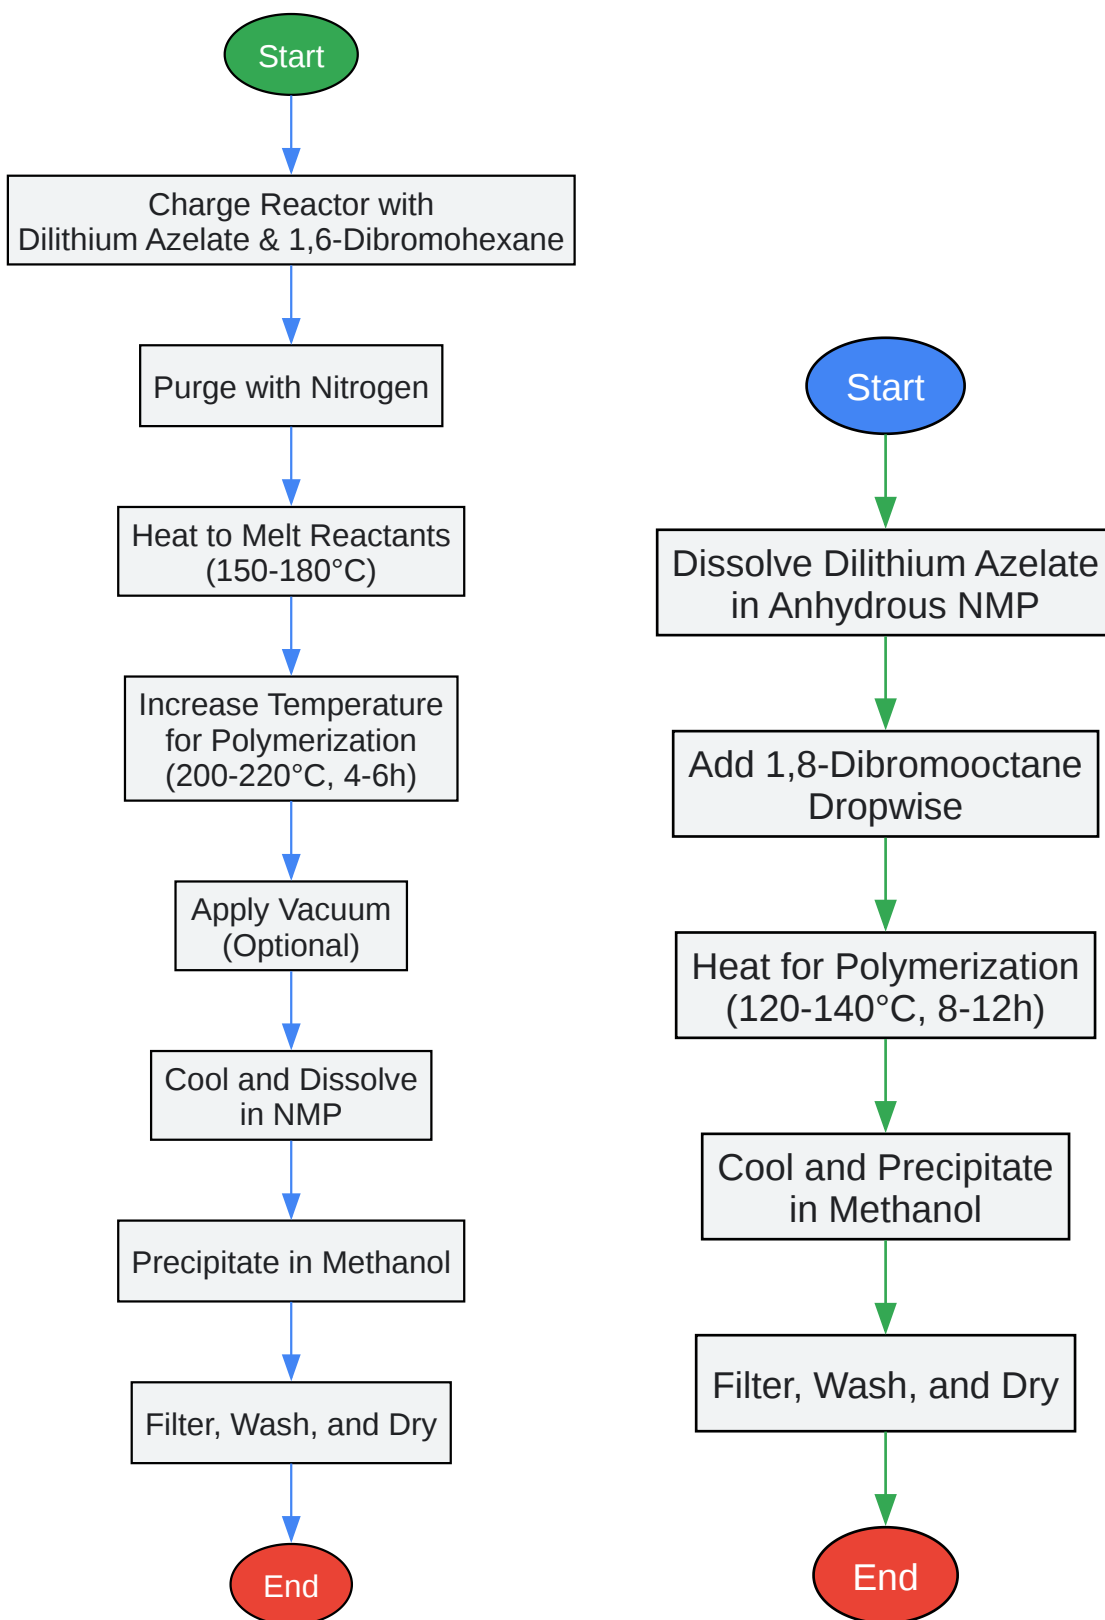 Start
Charge Reactor with
Dilithium Azelate & 1,6-Dibromohexane
Purge with Nitrogen
Heat to Melt Reactants
(150-180°C)
Increase Temperature
for Polymerization
(200-220°C, 4-6h)
Apply Vacuum
(Optional)
Cool and Dissolve
in NMP
Precipitate in Methanol
Filter, Wash, and Dry
End
Start
Dissolve Dilithium Azelate
in Anhydrous NMP
Add 1,8-Dibromooctane
Dropwise
Heat for Polymerization
(120-140°C, 8-12h)
Cool and Precipitate
in Methanol
Filter, Wash, and Dry
End